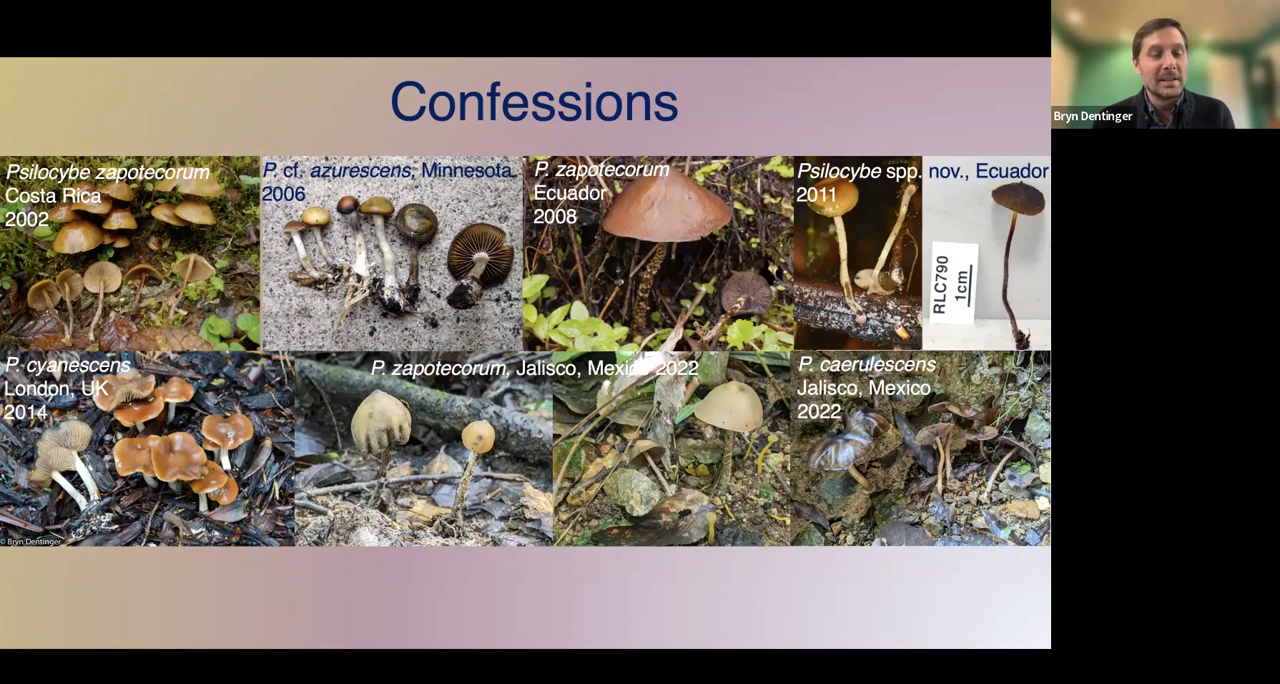 Confessions
Bryn Dentinger
Psilocybe zapotecorum
Costa Rica
2002
P. cf. azurescens, Minnesota
2006
P. zapotecorum
Ecuador
2008
Psilocybe spp. nov., Ecuador
2011
RLC790
1cm
P. cyanescens
London, UK
2014
© Bryn Dentinger
P. zapotecorum, Jalisco, Mexico 2022
P. caerulescens
Jalisco, Mexico
2022